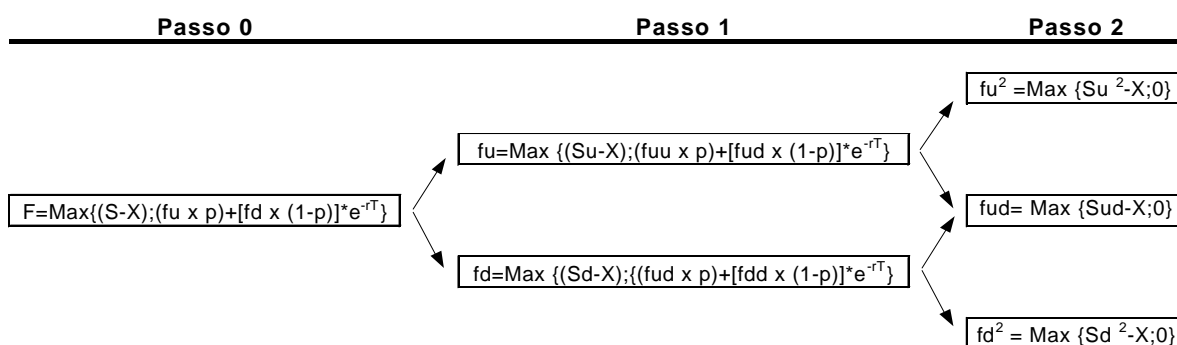 Passo 0 Passo 1 Passo 2
fu² =Max {Su ²-X;0}
fu=Max {(Su-X);(fuu x p)+[fud x (1-p)]*e⁻ʳᵀ}
F=Max{(S-X);(fu x p)+[fd x (1-p)]*e⁻ʳᵀ} fud= Max {Sud-X;0}
fd=Max {(Sd-X);{(fud x p)+[fdd x (1-p)]*e⁻ʳᵀ}
fd² = Max {Sd ²-X;0}